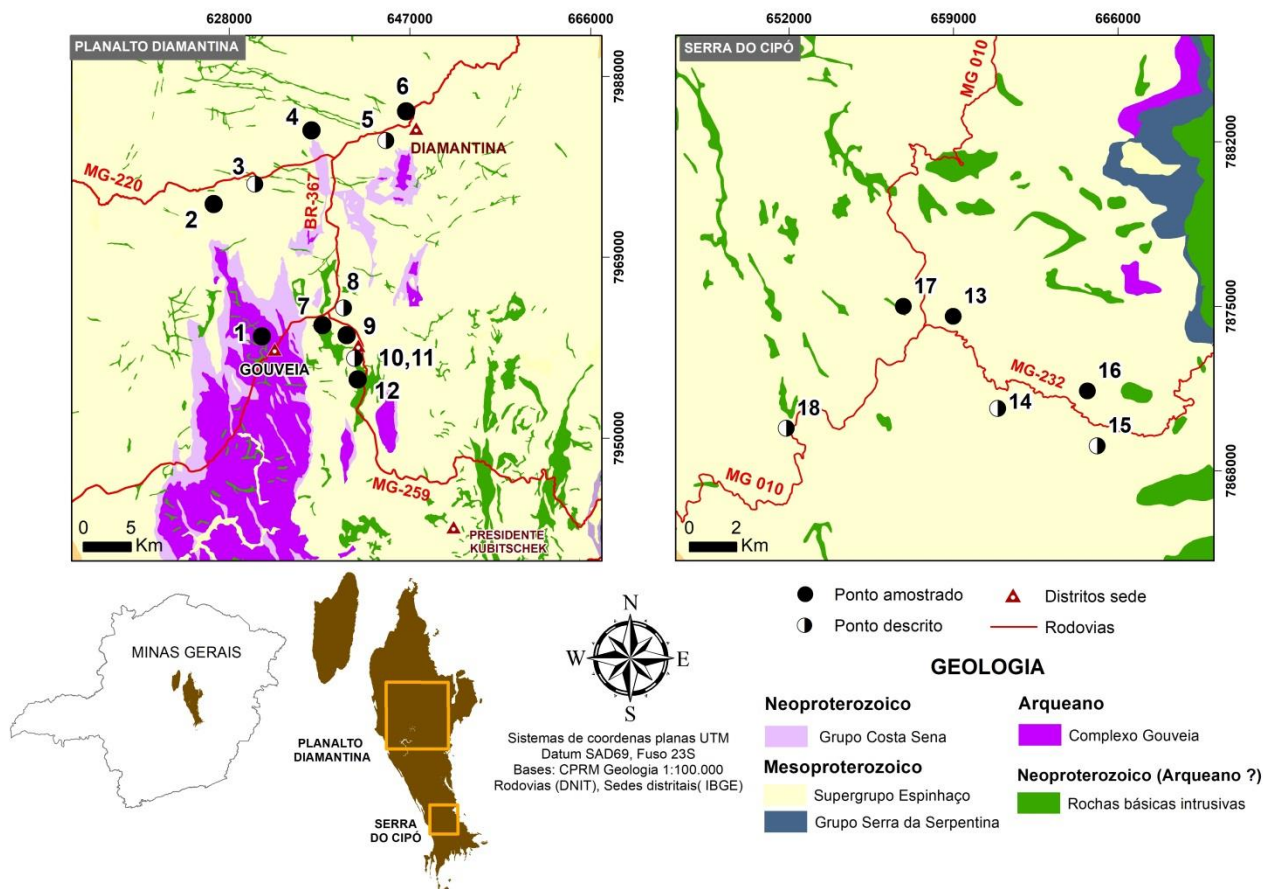 628000
647000
666000
652000
659000
666000
PLANALTO DIAMANTINA
SERRA DO CIPÓ
7988000
7969000
7950000
7882000
7875000
7868000
6
4
5
DIAMANTINA
3
MG-220
BR-367
2
8
7
9
1
10,11
GOUVEIA
12
MG-259
PRESIDENTE
KUBITSCHEK
0 5
Km
MG 010
17
13
MG-232
16
14
15
18
MG 010
0 2
Km
MINAS GERAIS
PLANALTO
DIAMANTINA
SERRA
DO CIPÓ
N
W E
S
Sistemas de coordenas planas UTM
Datum SAD69, Fuso 23S
Bases: CPRM Geologia 1:100.000
Rodovias (DNIT), Sedes distritais( IBGE)
Ponto amostrado
Distritos sede
Ponto descrito
Rodovias
GEOLOGIA
Neoproterozoico
Grupo Costa Sena
Mesoproterozoico
Supergrupo Espinhaço
Grupo Serra da Serpentina
Arqueano
Complexo Gouveia
Neoproterozoico (Arqueano ?)
Rochas básicas intrusivas